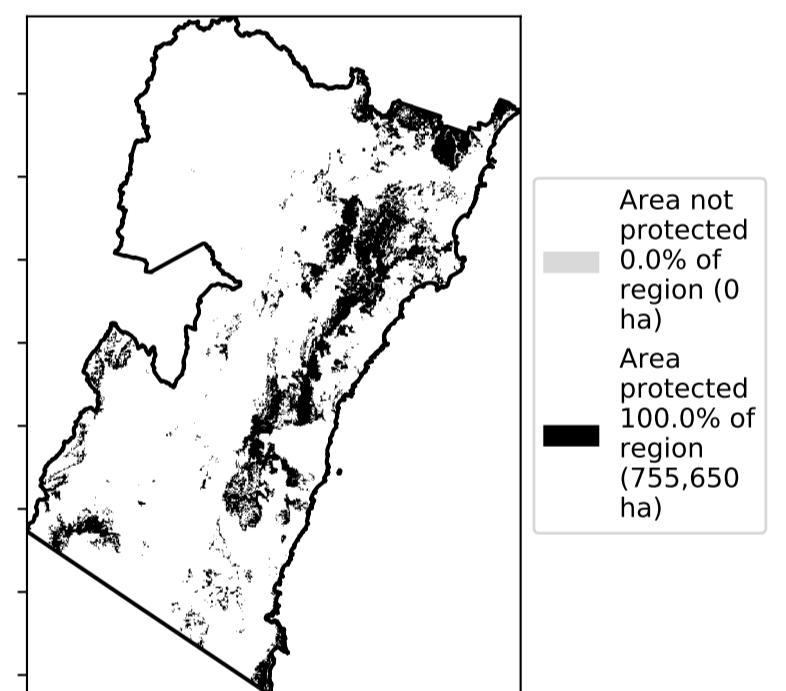 Area not
protected
0.0% of
region (0
ha)
Area
protected
100.0% of
region
(755,650
ha)